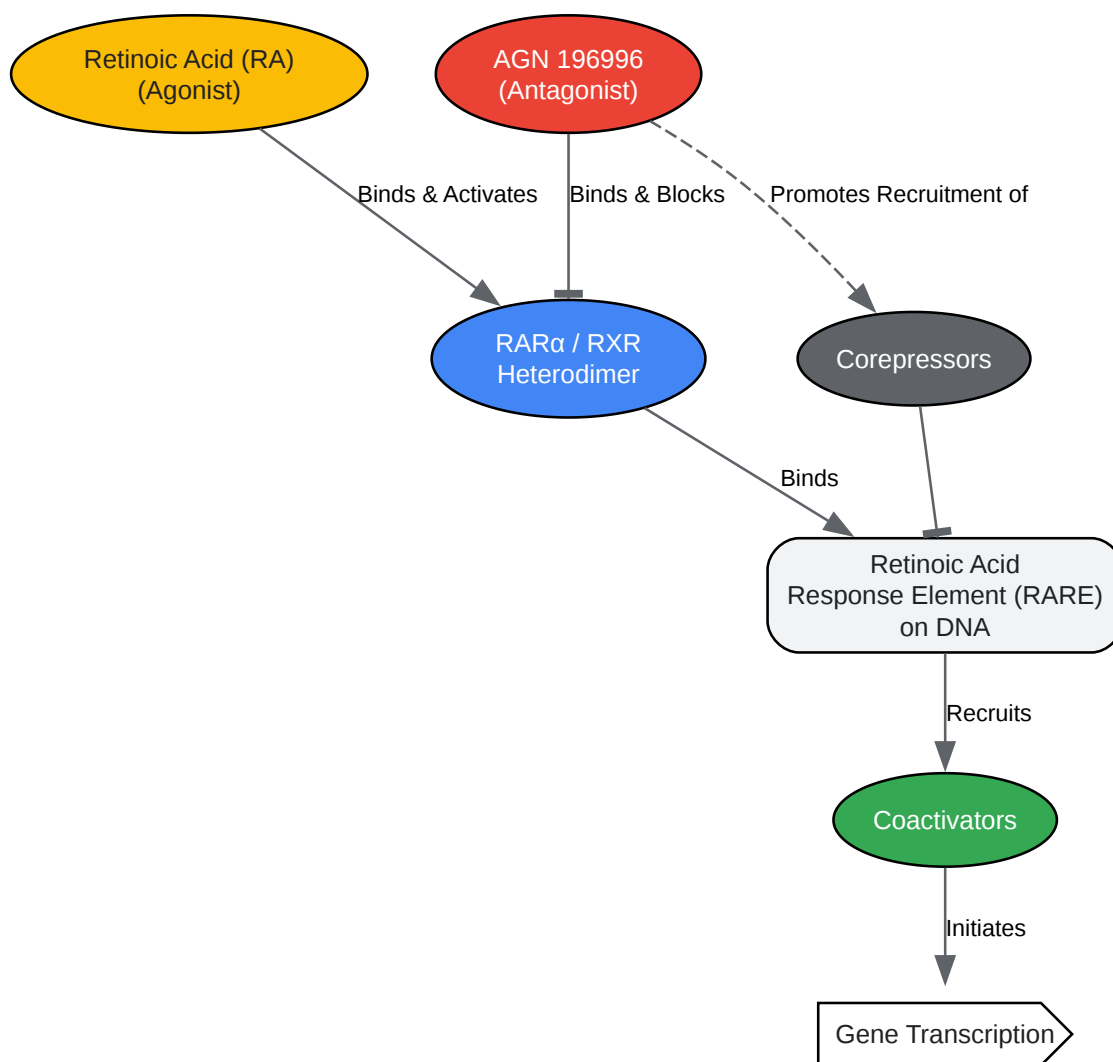 Retinoic Acid (RA)
(Agonist)
AGN 196996
(Antagonist)
Binds & Activates
Binds & Blocks
Promotes Recruitment of
RARα / RXR
Heterodimer
Corepressors
Binds
Retinoic Acid
Response Element (RARE)
on DNA
Recruits
Coactivators
Initiates
Gene Transcription